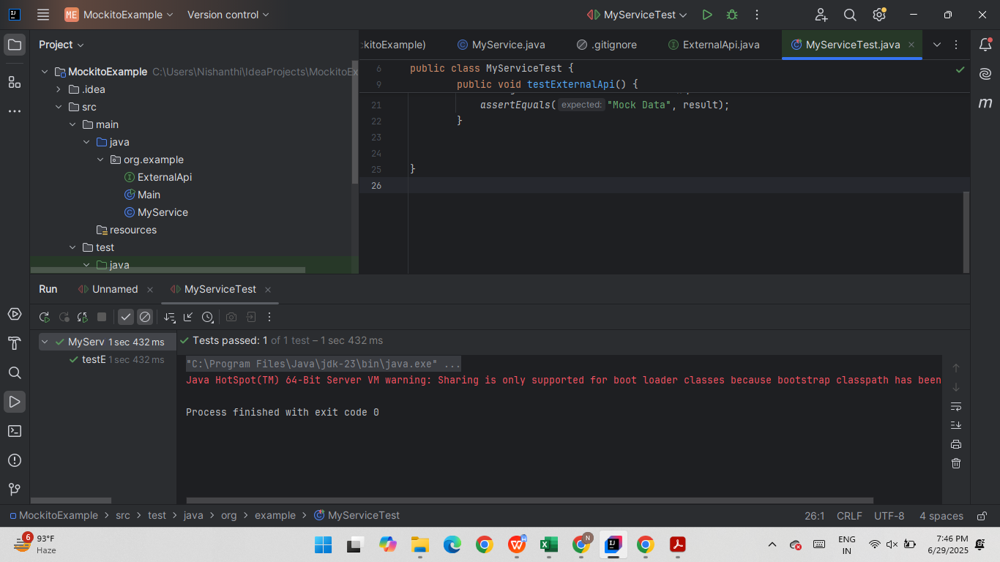 ME MockitoExample Version control MyServiceTest
Project
kitoExample) MyService.java .gitignore ExternalApi.java MyServiceTest.java
MockitoExample C:\Users\Nishanthi\IdeaProjects\MockitoEx
.idea
src
main
java
org.example
ExternalApi
Main
MyService
resources
test
java
6 public class MyServiceTest {
9 public void testExternalApi() {
21 assertEquals( expected: "Mock Data", result);
22 }
23
24
25 }
26
m
Run Unnamed MyServiceTest
MyServ 1 sec 432 ms
testE 1 sec 432 ms
Tests passed: 1 of 1 test – 1 sec 432 ms
"C:\Program Files\Java\jdk-23\bin\java.exe" ...
Java HotSpot(TM) 64-Bit Server VM warning: Sharing is only supported for boot loader classes because bootstrap classpath has been
Process finished with exit code 0
MockitoExample > src > test > java > org > example > MyServiceTest
26:1 CRLF UTF-8 4 spaces
6
93°F
Haze
N
ENG
IN
7:46 PM
6/29/2025